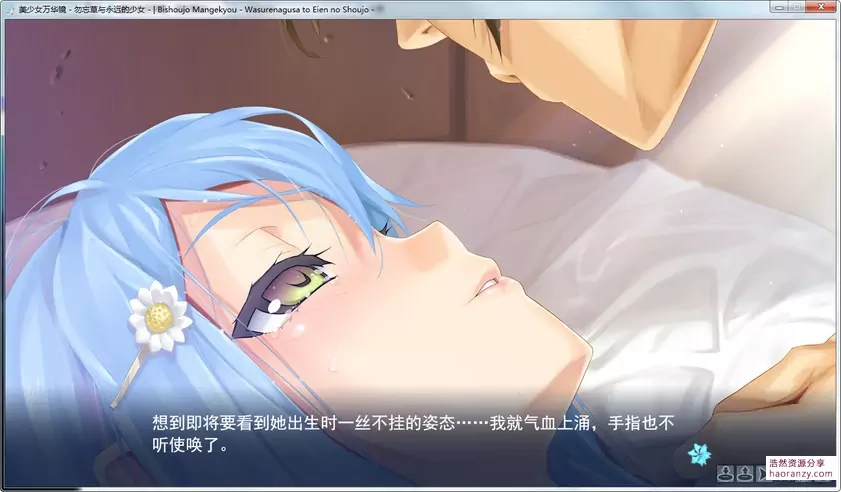 美少女万华镜 - 勿忘草与永远的少女 - | Bishoujo Mangekyou - Wasurenagusa to Eien no Shoujo -
想到即将要看到她出生时一丝不挂的姿态……我就气血上涌，手指也不
听使唤了。
浩然资源分享
haoranzy.com